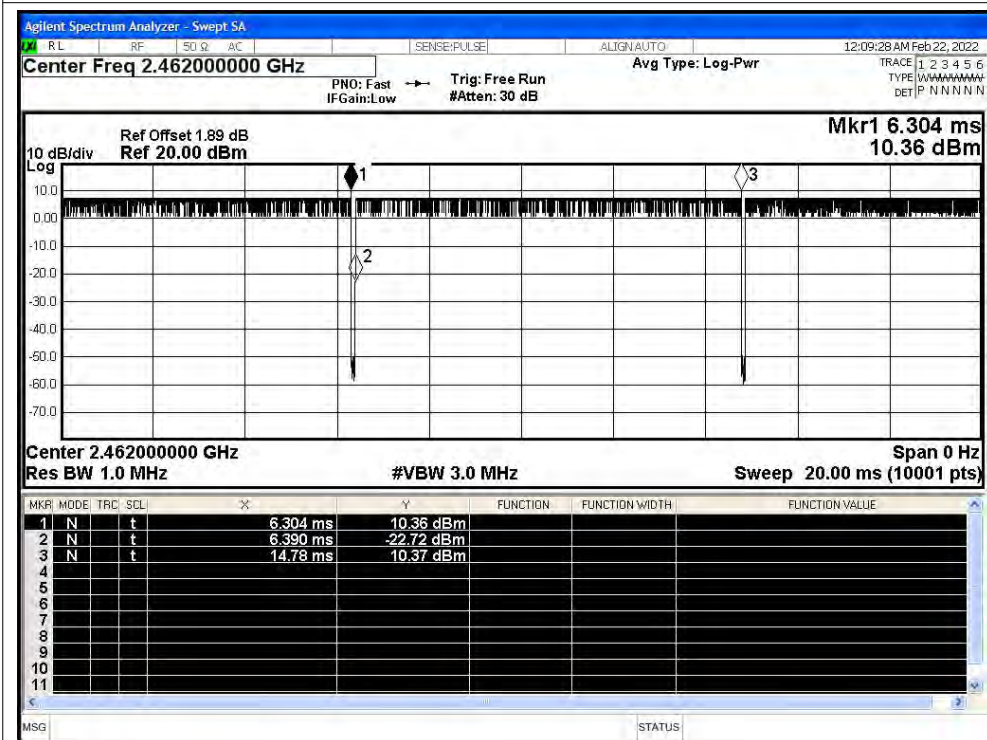 Agilent Spectrum Analyzer - Swept SA
LXI RL RF 50 Ω AC SENSE:PULSE ALIGNAUTO 12:09:28 AM Feb 22, 2022
Center Freq 2.462000000 GHz
PNO: Fast
IFGain:Low
Trig: Free Run
#Atten: 30 dB
Avg Type: Log-Pwr
TRACE 1 2 3 4 5 6
TYPE
DET P N N N N N
Mkr1 6.304 ms
10.36 dBm
Ref Offset 1.89 dB
10 dB/div Ref 20.00 dBm
Log
1
3
10.0
0.00
-10.0
2
-20.0
-30.0
-40.0
-50.0
-60.0
-70.0
Center 2.462000000 GHz Span 0 Hz
Res BW 1.0 MHz #VBW 3.0 MHz Sweep 20.00 ms (10001 pts)
MKR MODE TRC SCL X Y FUNCTION FUNCTION WIDTH FUNCTION VALUE
1 N t 6.304 ms 10.36 dBm
2 N t 6.390 ms -22.72 dBm
3 N t 14.78 ms 10.37 dBm
4
5
6
7
8
9
10
11
MSG STATUS